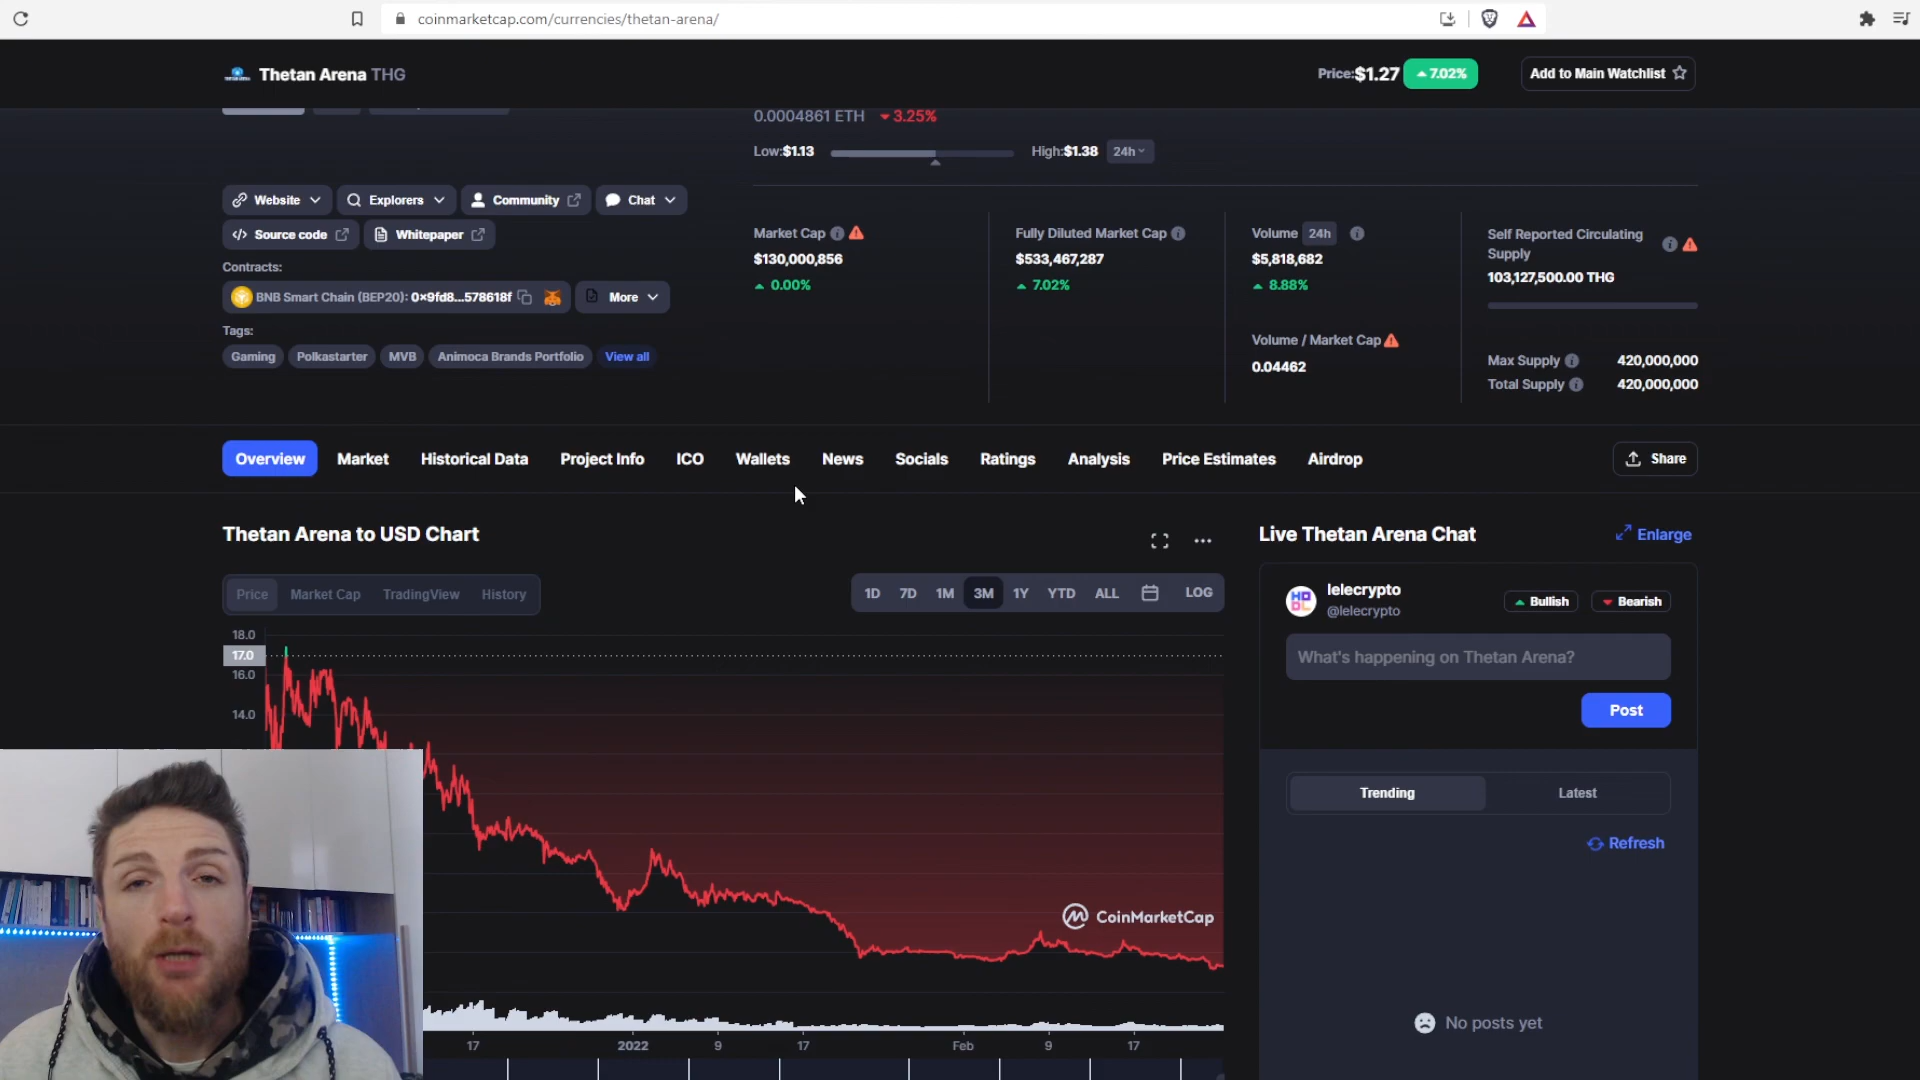 coinmarketcap.com/currencies/thetan-arena/
Thetan Arena THG
Price:$1.27
7.02%
Add to Main Watchlist
0.0004861 ETH
3.25%
Low:$1.13
High:$1.38
24h
Website
Explorers
Community
Chat
Source code
Whitepaper
Contracts:
BNB Smart Chain (BEP20): 0x9fd8...578618f
More
Tags:
Gaming
Polkastarter
MVB
Animoca Brands Portfolio
View all
Market Cap
$130,000,856
0.00%
Fully Diluted Market Cap
$533,467,287
7.02%
Volume 24h
$5,818,682
8.88%
Volume / Market Cap
0.04462
Self Reported Circulating
Supply
103,127,500.00 THG
Max Supply
420,000,000
Total Supply
420,000,000
Overview
Market
Historical Data
Project Info
ICO
Wallets
News
Socials
Ratings
Analysis
Price Estimates
Airdrop
Share
Thetan Arena to USD Chart
Price
Market Cap
TradingView
History
1D
7D
1M
3M
1Y
YTD
ALL
LOG
18.0
17.0
16.0
14.0
CoinMarketCap
17
2022
9
17
Feb
9
17
Live Thetan Arena Chat
Enlarge
HO
DL
lelecrypto
@lelecrypto
Bullish
Bearish
What's happening on Thetan Arena?
Post
Trending
Latest
Refresh
No posts yet